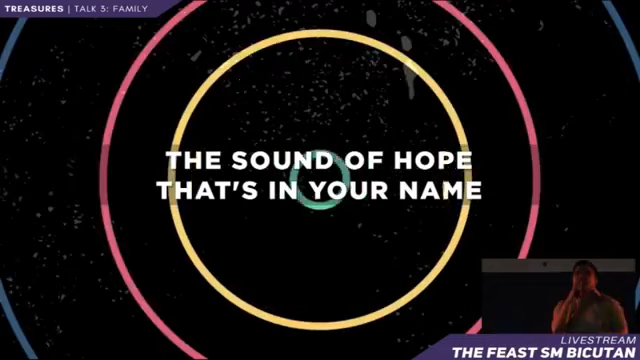 TREASURES | TALK 3: FAMILY
THE SOUND OF HOPE
THAT'S IN YOUR NAME
LIVESTREAM
THE FEAST SM BICUTAN